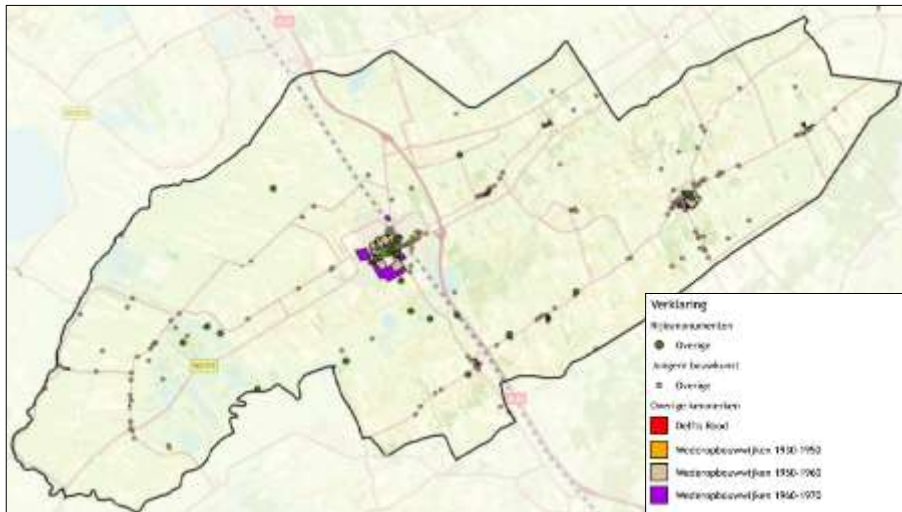 Verklaring
Rijksmonumenten
Overige
Jongere bouwkunst
Overige
Overige kenmerken
Delfts Rood
Wederopbouwwijken 1930-1950
Wederopbouwwijken 1950-1960
Wederopbouwwijken 1960-1970